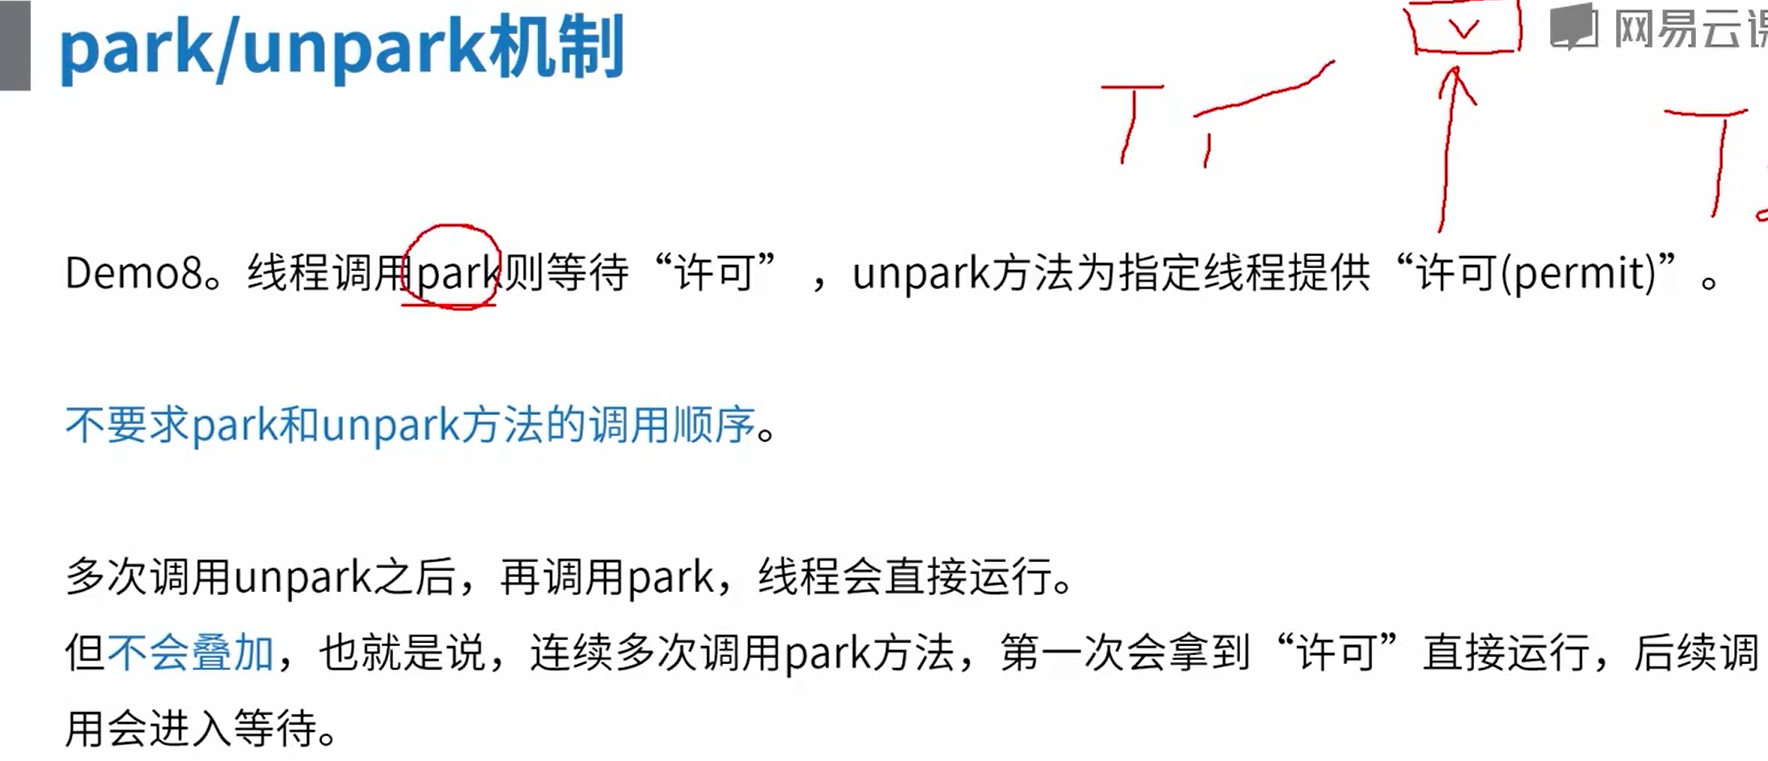 park/unpark机制
网易云课
T
T
Demo8。线程调用park则等待“许可”，unpark方法为指定线程提供“许可(permit)”。
不要求park和unpark方法的调用顺序。
多次调用unpark之后，再调用park，线程会直接运行。
但不会叠加，也就是说，连续多次调用park方法，第一次会拿到“许可”直接运行，后续调
用会进入等待。